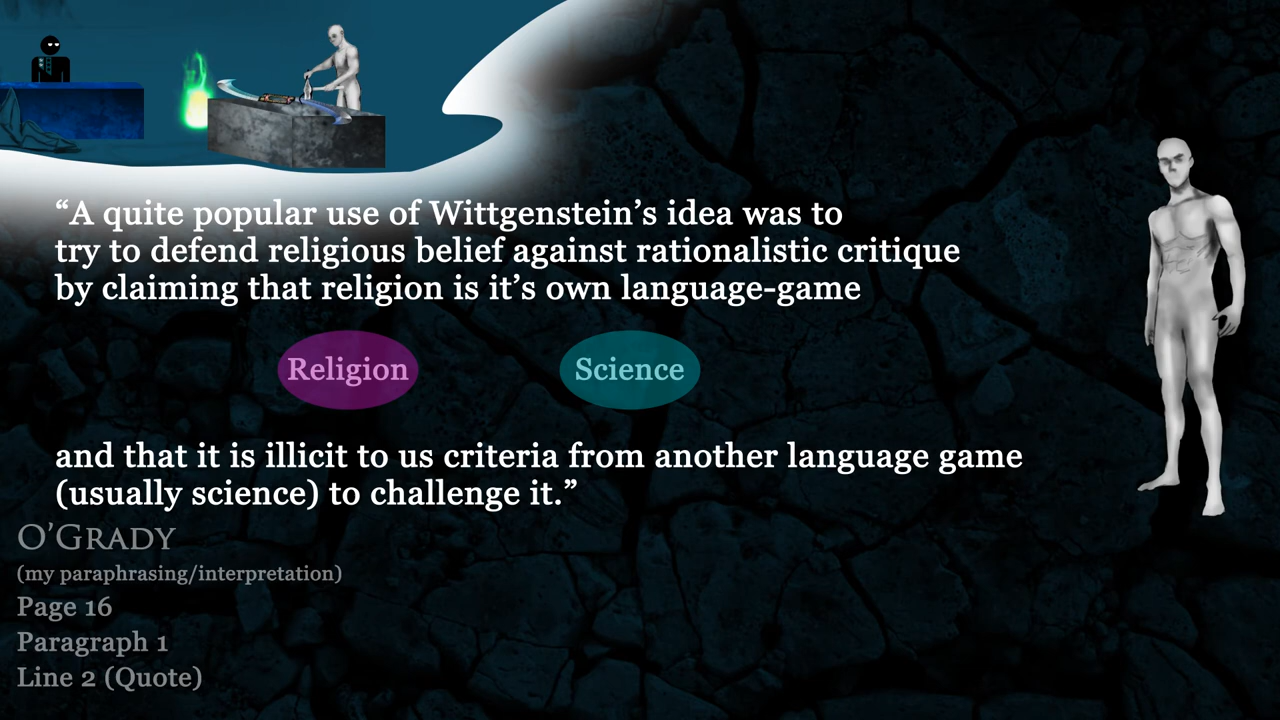 “A quite popular use of Wittgenstein’s idea was to
try to defend religious belief against rationalistic critique
by claiming that religion is it’s own language-game
Religion
Science
and that it is illicit to us criteria from another language game
(usually science) to challenge it.”
O’GRADY
(my paraphrasing/interpretation)
Page 16
Paragraph 1
Line 2 (Quote)